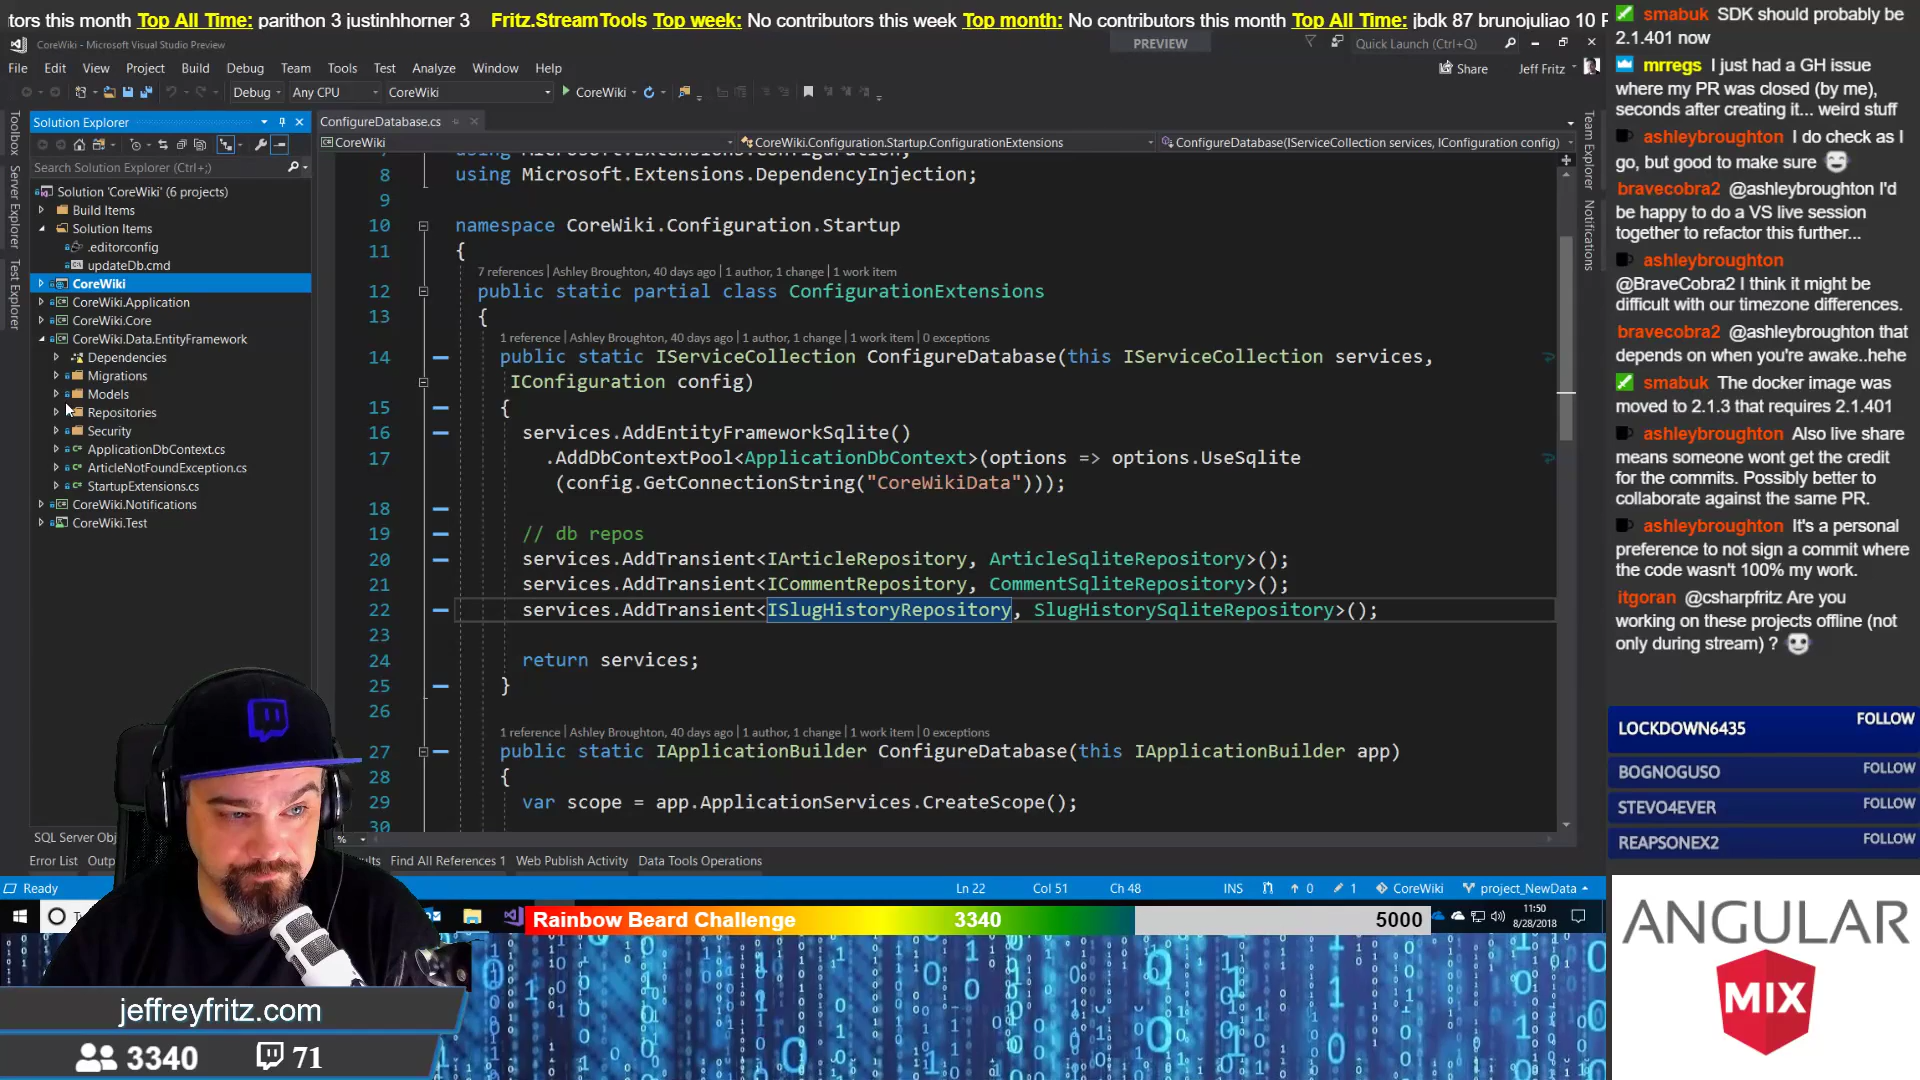 tors this month Top All Time: parithon 3 justinhhorner 3 Fritz.StreamTools Top week: No contributors this week Top month: No contributors this month Top All Time: jbdk 87 brunojuliao 10
CoreWiki - Microsoft Visual Studio Preview
PREVIEW
Quick Launch (Ctrl+Q)
File Edit View Project Build Debug Team Tools Test Analyze Window Help
Share
Jeff Fritz
Debug
Any CPU
CoreWiki
CoreWiki
Toolbox
Server Explorer
Test Explorer
Solution Explorer
Search Solution Explorer (Ctrl+;)
Solution 'CoreWiki' (6 projects)
Build Items
Solution Items
.editorconfig
updateDb.cmd
CoreWiki
CoreWiki.Application
CoreWiki.Core
CoreWiki.Data.EntityFramework
Dependencies
Migrations
Models
Repositories
Security
ApplicationDbContext.cs
ArticleNotFoundException.cs
StartupExtensions.cs
CoreWiki.Notifications
CoreWiki.Test
SQL Server Obj
ConfigureDatabase.cs
CoreWiki
CoreWiki.Configuration.Startup.ConfigurationExtensions
ConfigureDatabase(IServiceCollection services, IConfiguration config)
using Microsoft.Extensions.Configuration;
8 using Microsoft.Extensions.DependencyInjection;
9
10 namespace CoreWiki.Configuration.Startup
11 {
7 references | Ashley Broughton, 40 days ago | 1 author, 1 change | 1 work item
12 public static partial class ConfigurationExtensions
13 {
1 reference | Ashley Broughton, 40 days ago | 1 author, 1 change | 1 work item | 0 exceptions
14 public static IServiceCollection ConfigureDatabase(this IServiceCollection services,
IConfiguration config)
15 {
16 services.AddEntityFrameworkSqlite()
17 .AddDbContextPool<ApplicationDbContext>(options => options.UseSqlite
(config.GetConnectionString("CoreWikiData")));
18
19 // db repos
20 services.AddTransient<IArticleRepository, ArticleSqliteRepository>();
21 services.AddTransient<ICommentRepository, CommentSqliteRepository>();
22 services.AddTransient<ISlugHistoryRepository, SlugHistorySqliteRepository>();
23
24 return services;
25 }
26
1 reference | Ashley Broughton, 40 days ago | 1 author, 1 change | 1 work item | 0 exceptions
27 public static IApplicationBuilder ConfigureDatabase(this IApplicationBuilder app)
28 {
29 var scope = app.ApplicationServices.CreateScope();
30
%
Team Explorer
Notifications
Error List Outp
ults Find All References 1 Web Publish Activity Data Tools Operations
Ready
Ln 22 Col 51 Ch 48 INS 0 1 CoreWiki project_NewData
Rainbow Beard Challenge 3340 5000
11:50
8/28/2018
jeffreyfritz.com
3340 71
smabuk SDK should probably be
2.1.401 now
mrregs I just had a GH issue
where my PR was closed (by me),
seconds after creating it... weird stuff
ashleybroughton I do check as I
go, but good to make sure
bravecobra2 @ashleybroughton I'd
be happy to do a VS live session
together to refactor this further...
ashleybroughton
@BraveCobra2 I think it might be
difficult with our timezone differences.
bravecobra2 @ashleybroughton that
depends on when you're awake..hehe
smabuk The docker image was
moved to 2.1.3 that requires 2.1.401
ashleybroughton Also live share
means someone wont get the credit
for the commits. Possibly better to
collaborate against the same PR.
ashleybroughton It's a personal
preference to not sign a commit where
the code wasn't 100% my work.
itgoran @csharpfritz Are you
working on these projects offline (not
only during stream) ?
LOCKDOWN6435 FOLLOW
BOGNOGUSO FOLLOW
STEVO4EVER FOLLOW
REAPSONEX2 FOLLOW
ANGULAR
MIX